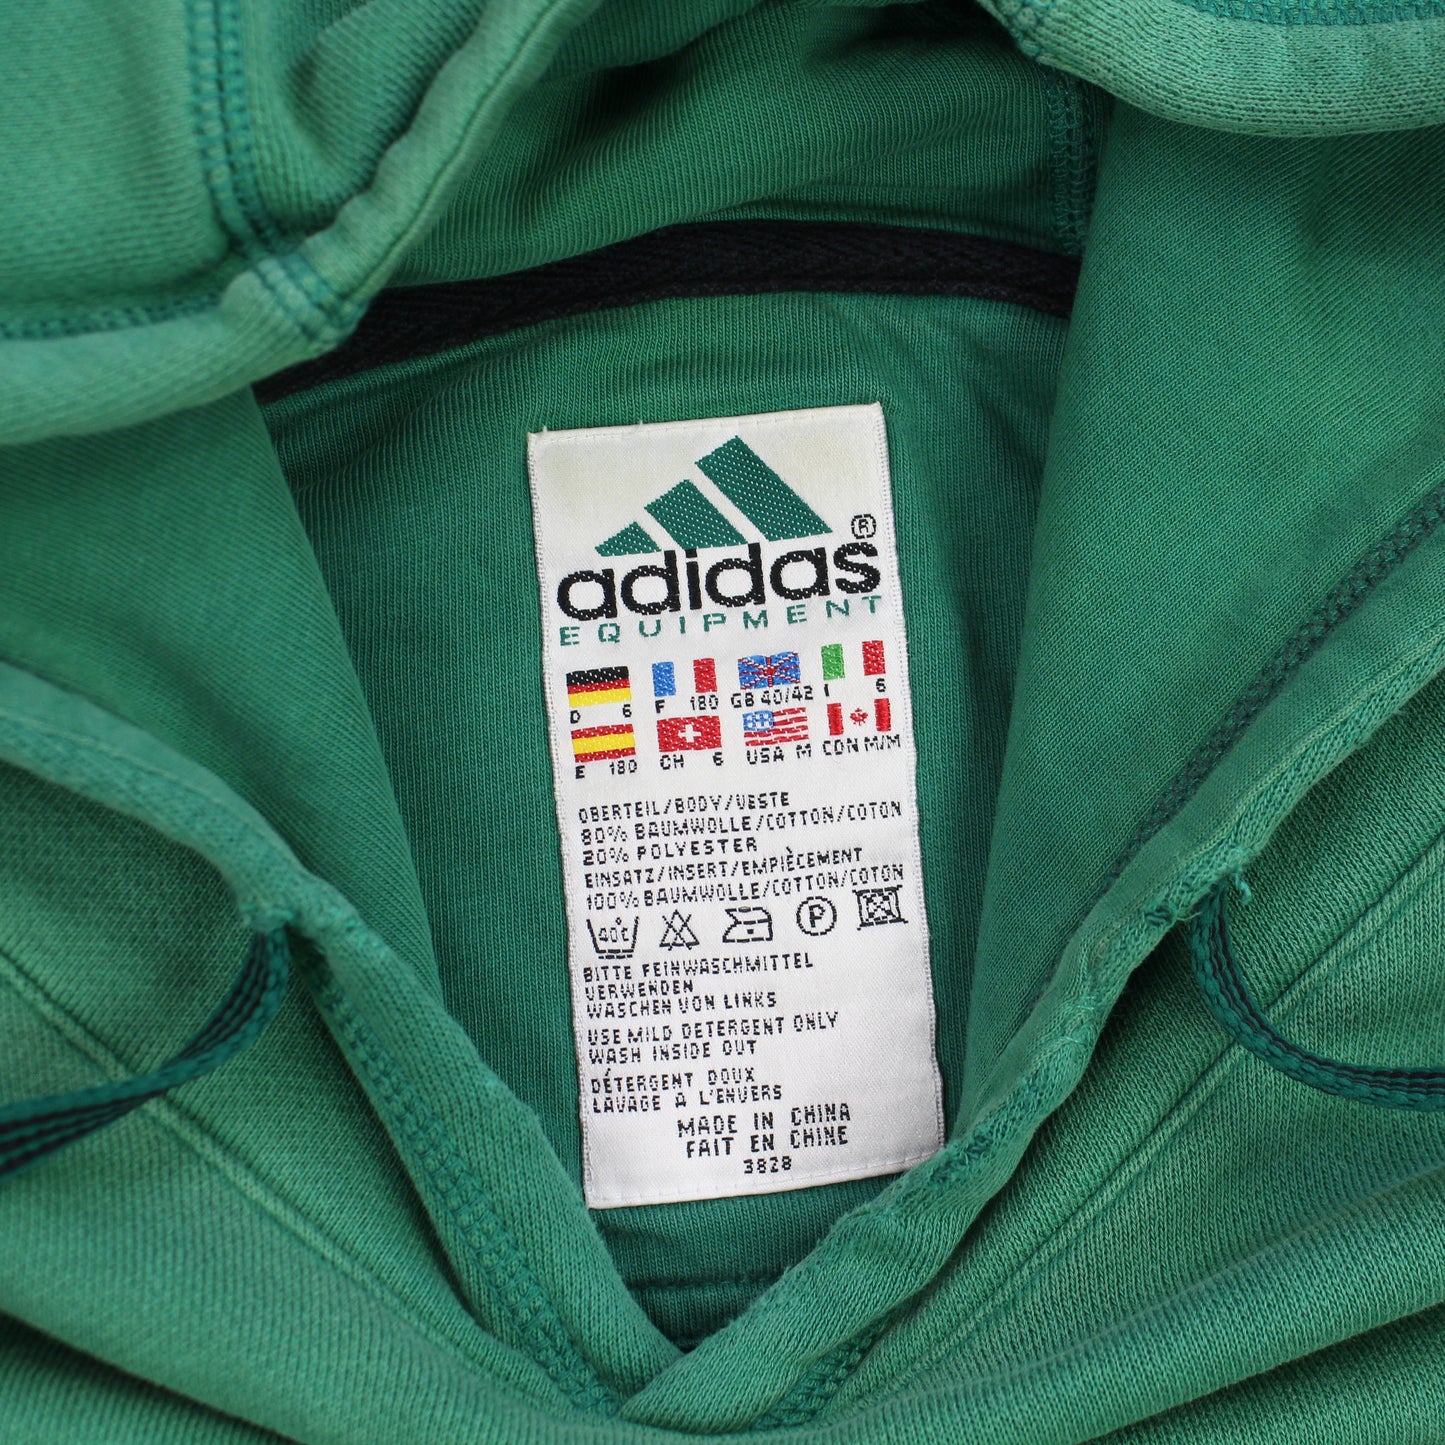 adidas®
EQUIPMENT
D 6 F 180 GB 40/42 I 6
E 180 CH 6 USA M CDN M/M
OBERTEIL/BODY/VESTE
80% BAUMWOLLE/COTTON/COTON
20% POLYESTER
EINSATZ/INSERT/EMPIÈCEMENT
100% BAUMWOLLE/COTTON/COTON
40°C P
BITTE FEINWASCHMITTEL
VERWENDEN
WASCHEN VON LINKS
USE MILD DETERGENT ONLY
WASH INSIDE OUT
DÉTERGENT DOUX
LAVAGE À L'ENVERS
MADE IN CHINA
FAIT EN CHINE
3828